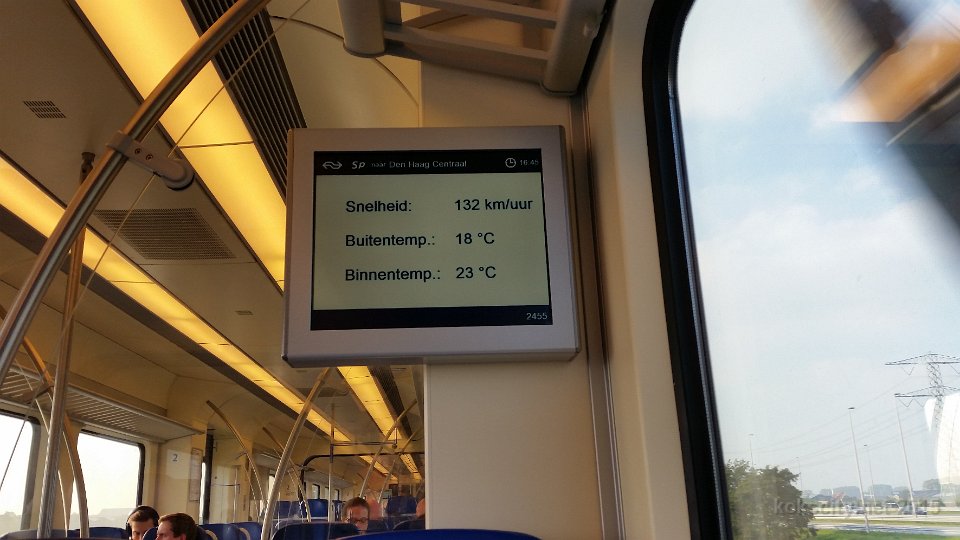 Sp naar Den Haag Centraal 16:45
Snelheid: 132 km/uur
Buitentemp.: 18 °C
Binnentemp.: 23 °C
2455
2